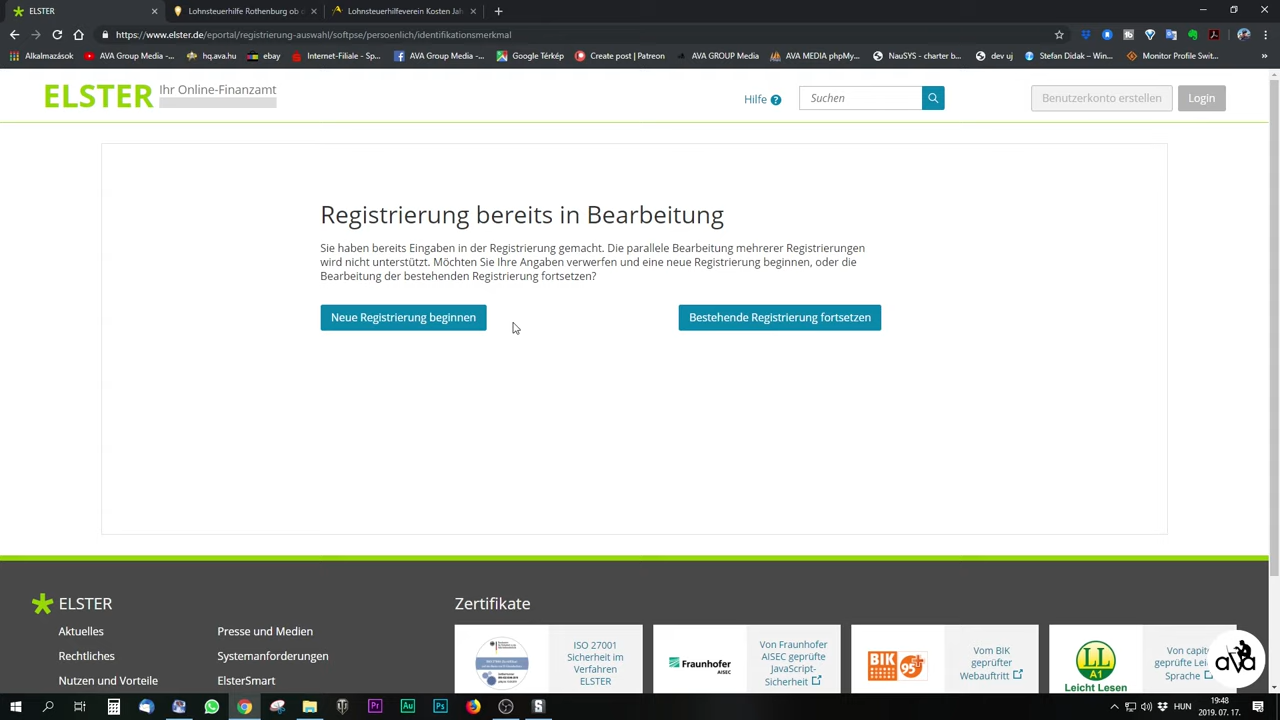 ELSTER
Lohnsteuerhilfe Rothenburg ob
Lohnsteuerhilfeverein Kosten Jah
https://www.elster.de/eportal/registrierung-auswahl/softpse/persoenlich/identifikationsmerkmal
Alkalmazások
AVA Group Media -...
hq.ava.hu
ebay
Internet-Filiale - Sp...
AVA Group Media -...
Google Térkép
Create post | Patreon
AVA GROUP Media
AVA MEDIA phpMy...
NauSYS - charter b...
dev uj
Stefan Didak – Win...
Monitor Profile Swit...
ELSTER
Ihr Online-Finanzamt
Hilfe
Suchen
Benutzerkonto erstellen
Login
Registrierung bereits in Bearbeitung
Sie haben bereits Eingaben in der Registrierung gemacht. Die parallele Bearbeitung mehrerer Registrierungen
wird nicht unterstützt. Möchten Sie Ihre Angaben verwerfen und eine neue Registrierung beginnen, oder die
Bearbeitung der bestehenden Registrierung fortsetzen?
Neue Registrierung beginnen
Bestehende Registrierung fortsetzen
ELSTER
Aktuelles
Rechtliches
Nutzen und Vorteile
Presse und Medien
Systemanforderungen
ElsterSmart
Zertifikate
ISO 27001
Sicherheit im
Verfahren
ELSTER
Fraunhofer
AISEC
Von Fraunhofer
AISEC geprüfte
JavaScript-
Sicherheit
BIK
95+
Vom BIK
geprüfter
Webauftritt
LL
A1
Leicht Lesen
Von capit
geprüfte Lei
Sprache
ava
HUN
19:48
2019. 07. 17.